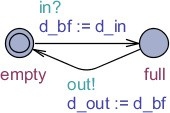 in?
d_bf := d_in
empty
full
out!
d_out := d_bf